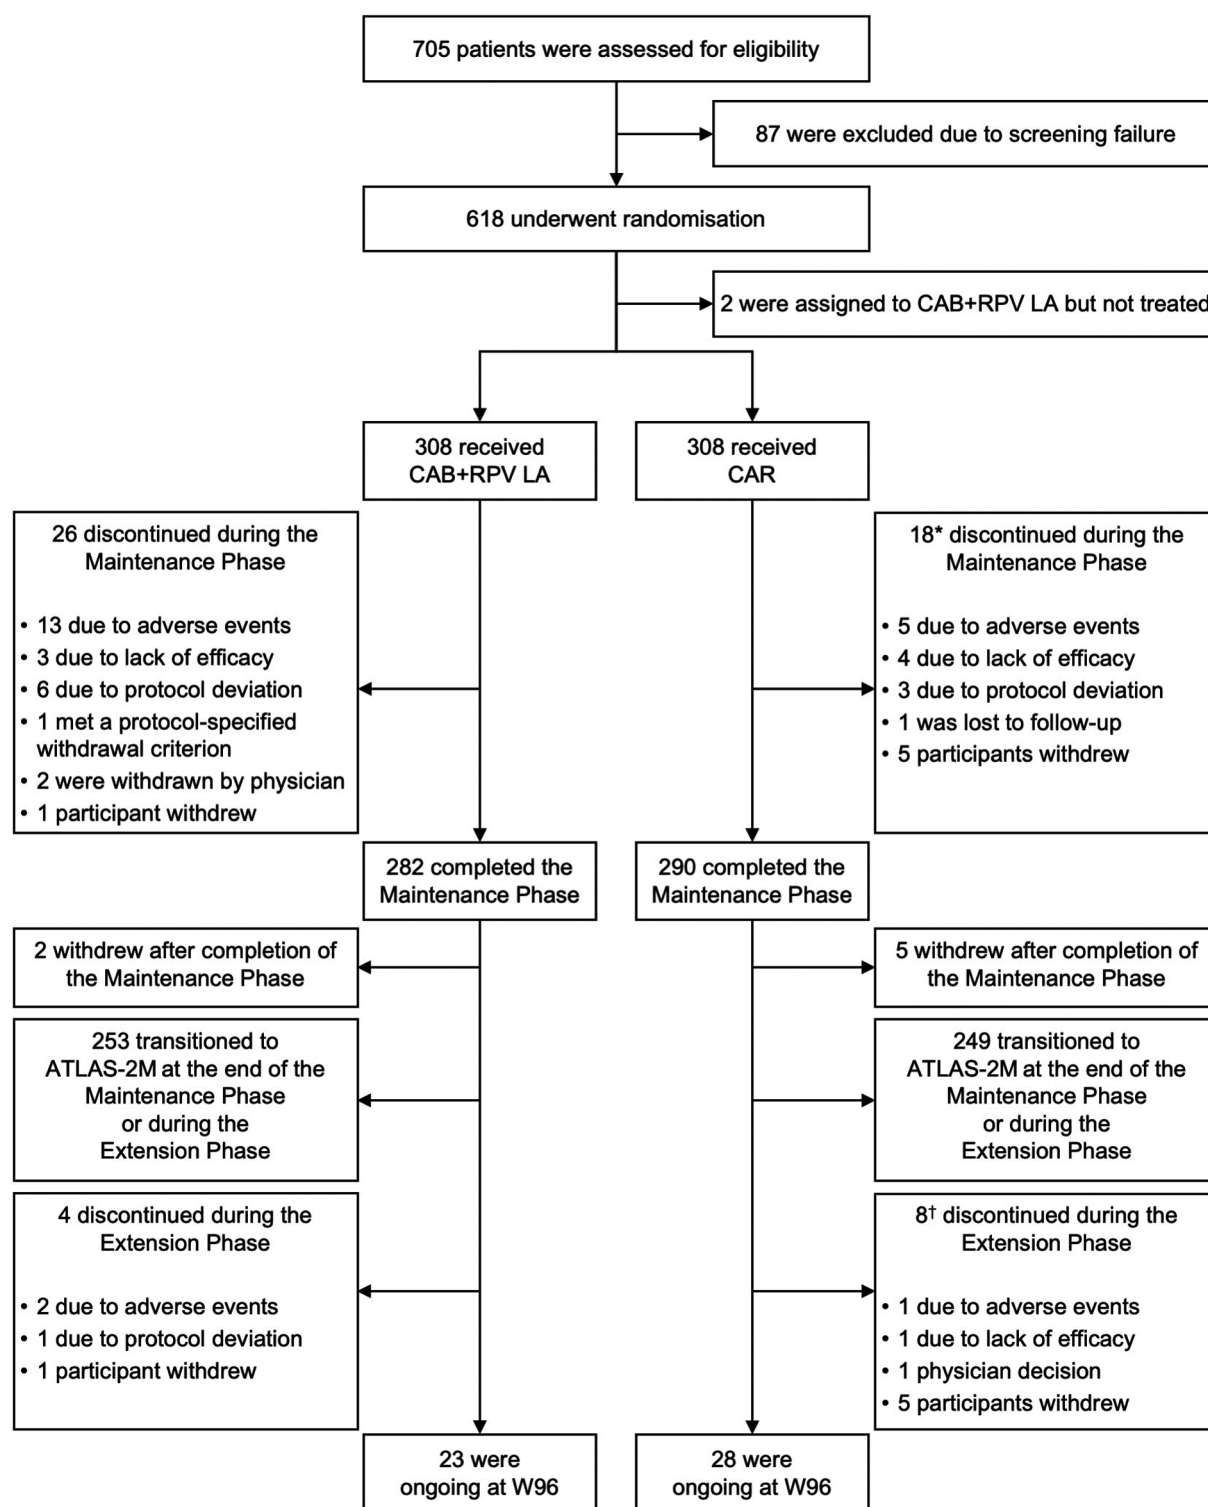 705 patients were assessed for eligibility
87 were excluded due to screening failure
618 underwent randomisation
2 were assigned to CAB+RPV LA but not treated
308 received
CAB+RPV LA
308 received
CAR
26 discontinued during the
Maintenance Phase
• 13 due to adverse events
• 3 due to lack of efficacy
• 6 due to protocol deviation
• 1 met a protocol-specified
withdrawal criterion
• 2 were withdrawn by physician
• 1 participant withdrew
18* discontinued during the
Maintenance Phase
• 5 due to adverse events
• 4 due to lack of efficacy
• 3 due to protocol deviation
• 1 was lost to follow-up
• 5 participants withdrew
282 completed the
Maintenance Phase
290 completed the
Maintenance Phase
2 withdrew after completion of
the Maintenance Phase
5 withdrew after completion of
the Maintenance Phase
253 transitioned to
ATLAS-2M at the end of the
Maintenance Phase
or during the
Extension Phase
249 transitioned to
ATLAS-2M at the end of the
Maintenance Phase
or during the
Extension Phase
4 discontinued during the
Extension Phase
• 2 due to adverse events
• 1 due to protocol deviation
• 1 participant withdrew
8† discontinued during the
Extension Phase
• 1 due to adverse events
• 1 due to lack of efficacy
• 1 physician decision
• 5 participants withdrew
23 were
ongoing at W96
28 were
ongoing at W96